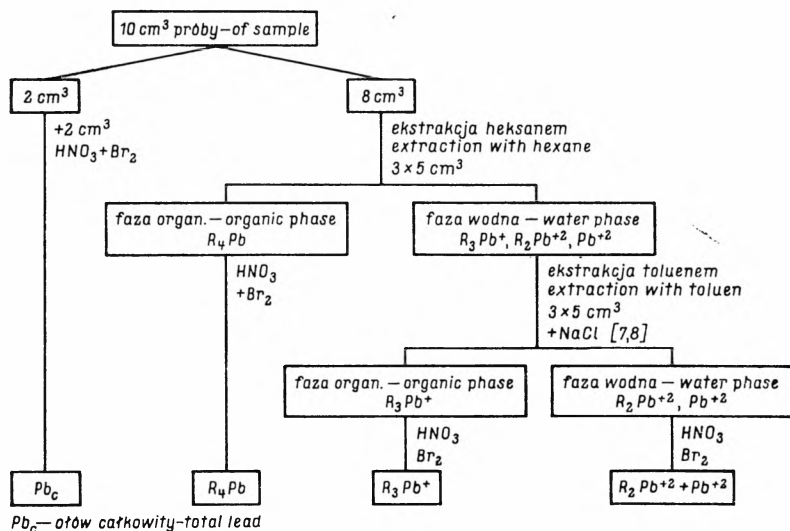 10 cm³ próby—of sample
2 cm³
8 cm³
+2 cm³
HNO₃+Br₂
ekstrakcja heksanem
extraction with hexane
3×5 cm³
faza organ.—organic phase
R₄Pb
faza wodna—water phase
R₃Pb⁺, R₂Pb⁺², Pb⁺²
HNO₃
+Br₂
ekstrakcja toluenem
extraction with toluen
3×5 cm³
+NaCl [7,8]
faza organ.—organic phase
R₃Pb⁺
faza wodna—water phase
R₂Pb⁺², Pb⁺²
HNO₃
Br₂
HNO₃
Br₂
Pb_c
R₄Pb
R₃Pb⁺
R₂Pb⁺²+Pb⁺²
Pb_c—ołów całkowity-total lead